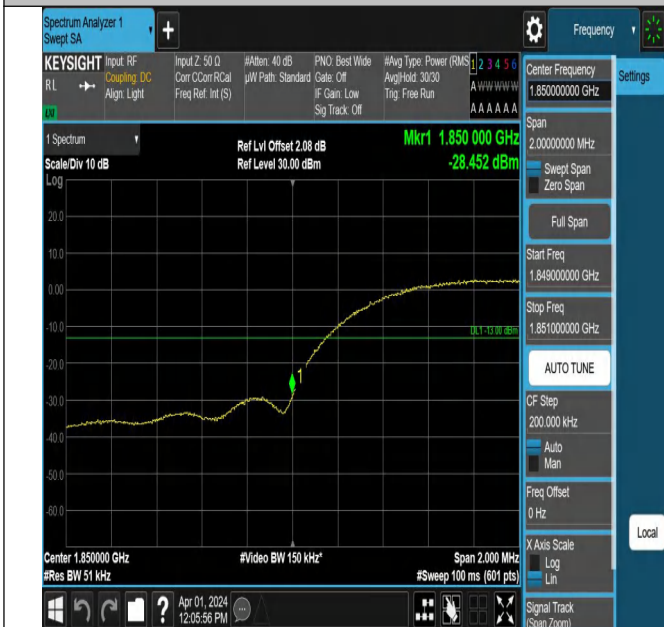 Spectrum Analyzer 1
Swept SA
+
Frequency
KEYSIGHT
RL
LXI
Input: RF
Coupling: DC
Align: Light
Input Z: 50 Ω
Corr CCorr RCal
Freq Ref: Int (S)
#Atten: 40 dB
µW Path: Standard
PNO: Best Wide
Gate: Off
IF Gain: Low
Sig Track: Off
#Avg Type: Power (RMS
Avg|Hold: 30/30
Trig: Free Run
1 2 3 4 5 6
A W W W W W
A A A A A A
Center Frequency
1.850000000 GHz
Settings
Span
2.00000000 MHz
Swept Span
Zero Span
Full Span
Start Freq
1.849000000 GHz
Stop Freq
1.851000000 GHz
AUTO TUNE
CF Step
200.000 kHz
Auto
Man
Freq Offset
0 Hz
X Axis Scale
Log
Lin
Signal Track
(Span Zoom)
Local
1 Spectrum
Scale/Div 10 dB
Log
Ref Lvl Offset 2.08 dB
Ref Level 30.00 dBm
Mkr1 1.850 000 GHz
-28.452 dBm
20.0
10.0
0.00
-10.0
-20.0
-30.0
-40.0
-50.0
-60.0
DL1 -13.00 dBm
1
Center 1.850000 GHz
#Res BW 51 kHz
#Video BW 150 kHz*
Span 2.000 MHz
#Sweep 100 ms (601 pts)
?
Apr 01, 2024
12:05:56 PM